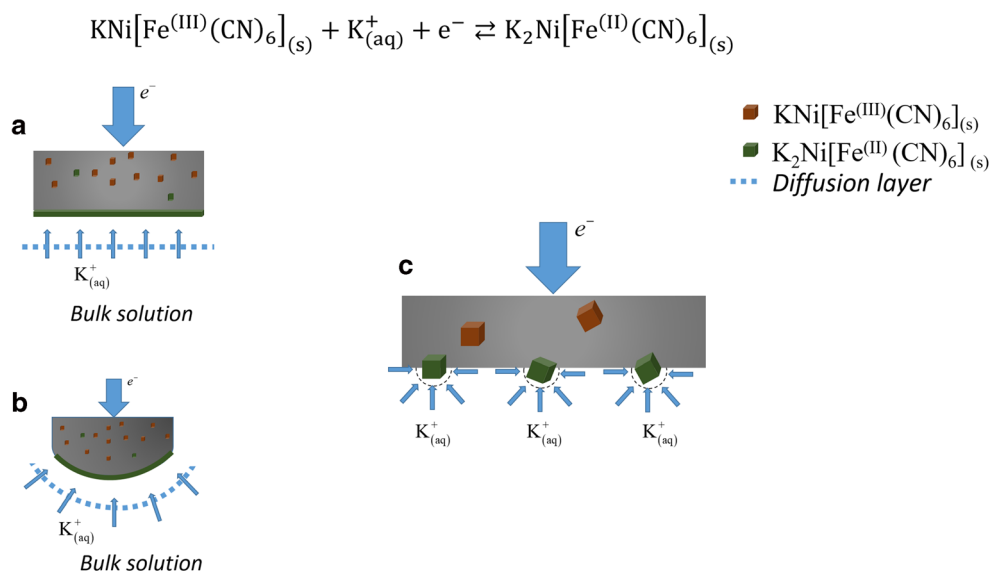 KNi[Fe^(III)(CN)₆]₍s₎ + K⁺₍aq₎ + e⁻ ⇄ K₂Ni[Fe^(II)(CN)₆]₍s₎
a
e⁻
K⁺(aq)
Bulk solution
b
e⁻
K⁺(aq)
Bulk solution
KNi[Fe^(III)(CN)₆]₍s₎
K₂Ni[Fe^(II)(CN)₆]₍s₎
Diffusion layer
c
e⁻
K⁺(aq) K⁺(aq) K⁺(aq)